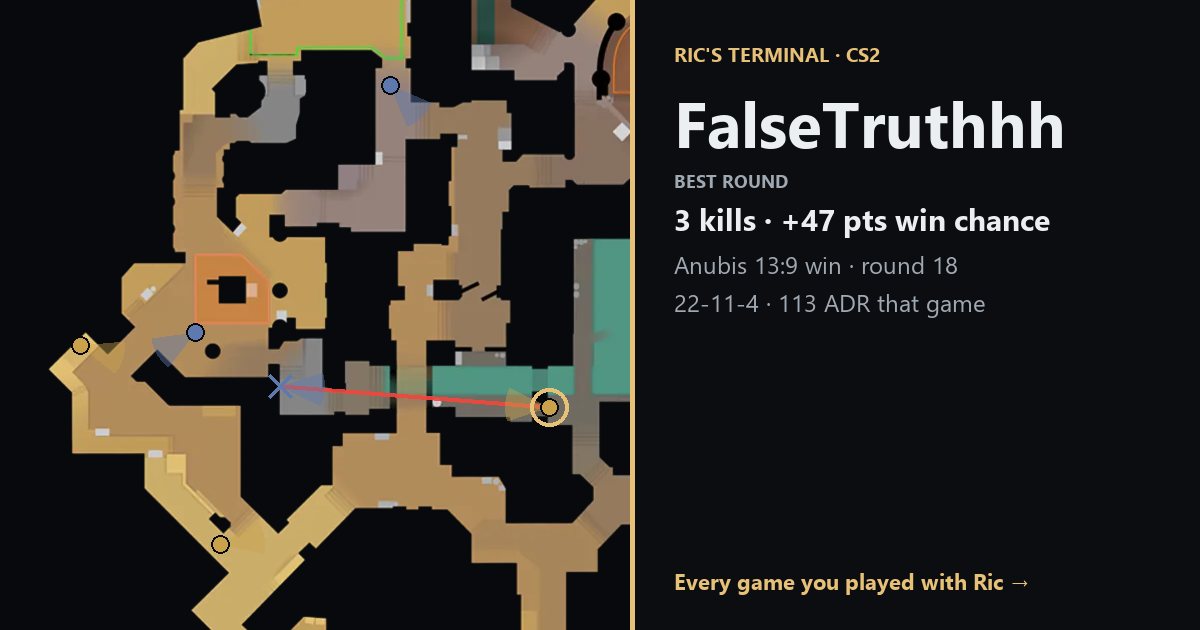 RIC'S TERMINAL · CS2
FalseTruthhh
BEST ROUND
3 kills · +47 pts win chance
Anubis 13:9 win · round 18
22-11-4 · 113 ADR that game
Every game you played with Ric →